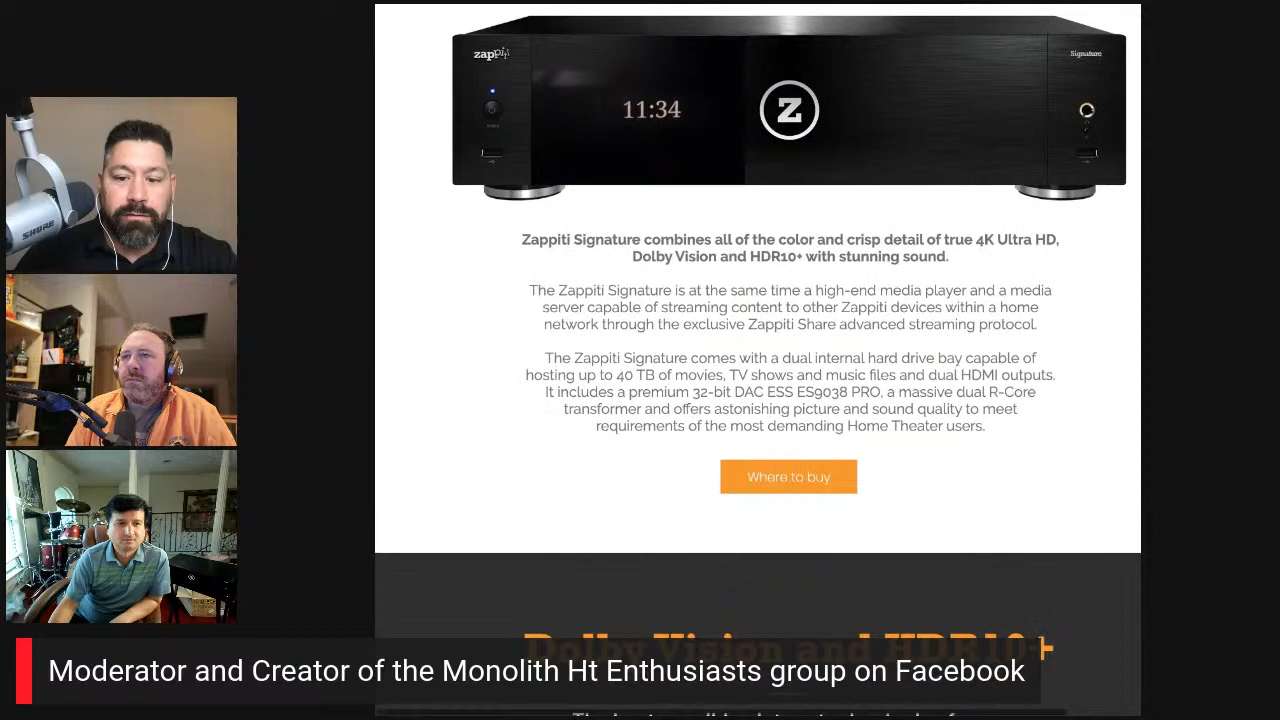 zappiti
Signature
11:34
Z
POWER
SHURE
Zappiti Signature combines all of the color and crisp detail of true 4K Ultra HD,
Dolby Vision and HDR10+ with stunning sound.
The Zappiti Signature is at the same time a high-end media player and a media
server capable of streaming content to other Zappiti devices within a home
network through the exclusive Zappiti Share advanced streaming protocol.
The Zappiti Signature comes with a dual internal hard drive bay capable of
hosting up to 40 TB of movies, TV shows and music files and dual HDMI outputs.
It includes a premium 32-bit DAC ESS ES9038 PRO, a massive dual R-Core
transformer and offers astonishing picture and sound quality to meet
requirements of the most demanding Home Theater users.
Where to buy
Dolby Vision and HDR10+
Moderator and Creator of the Monolith Ht Enthusiasts group on Facebook